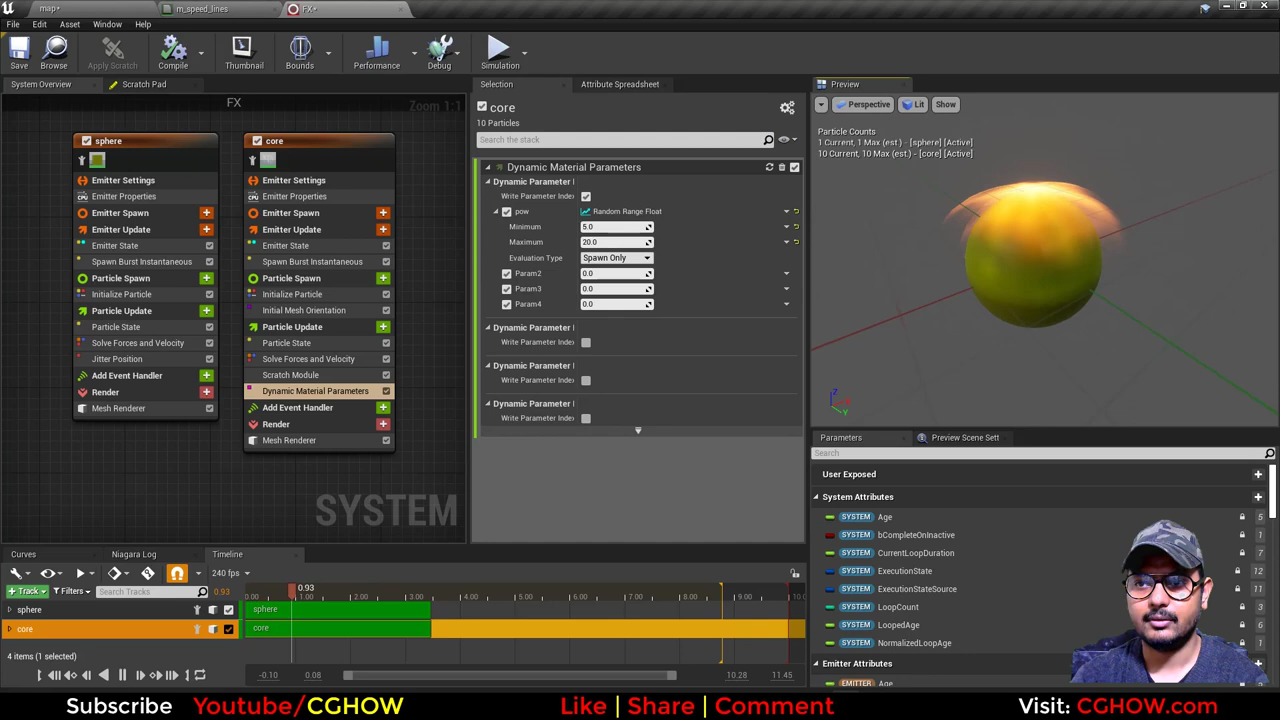 map*
m_speed_lines
FX*
File Edit Asset Window Help
Save Browse Apply Scratch Compile Thumbnail Bounds Performance Debug Simulation
System Overview Scratch Pad
FX
Zoom 1:1
sphere
Emitter Settings
Emitter Properties
Emitter Spawn
Emitter Update
Emitter State
Spawn Burst Instantaneous
Particle Spawn
Initialize Particle
Particle Update
Particle State
Solve Forces and Velocity
Jitter Position
Add Event Handler
Render
Mesh Renderer
core
Emitter Settings
Emitter Properties
Emitter Spawn
Emitter Update
Emitter State
Spawn Burst Instantaneous
Particle Spawn
Initialize Particle
Initial Mesh Orientation
Particle Update
Particle State
Solve Forces and Velocity
Scratch Module
Dynamic Material Parameters
Add Event Handler
Render
Mesh Renderer
SYSTEM
Selection Attribute Spreadsheet
core
10 Particles
Search the stack
Dynamic Material Parameters
Dynamic Parameter I
Write Parameter Index
pow Random Range Float
Minimum 5.0
Maximum 20.0
Evaluation Type Spawn Only
Param2 0.0
Param3 0.0
Param4 0.0
Dynamic Parameter I
Write Parameter Index
Dynamic Parameter I
Write Parameter Index
Dynamic Parameter I
Write Parameter Index
Preview
Perspective Lit Show
Particle Counts
1 Current, 1 Max (est.) - [sphere] [Active]
10 Current, 10 Max (est.) - [core] [Active]
Z
X
Y
Parameters Preview Scene Sett
Search
User Exposed
System Attributes
SYSTEM Age 5
SYSTEM bCompleteOnInactive 1
SYSTEM CurrentLoopDuration 7
SYSTEM ExecutionState 12
SYSTEM ExecutionStateSource 12
SYSTEM LoopCount 3
SYSTEM LoopedAge 6
SYSTEM NormalizedLoopAge 1
Emitter Attributes
EMITTER Age
Curves Niagara Log Timeline
240 fps
+ Track Filters Search Tracks 0.93
0.93
0.00 1.00 2.00 3.00 4.00 5.00 6.00 7.00 8.00 9.00
sphere sphere
core core
4 items (1 selected)
-0.10 0.08 10.28 11.45
Subscribe Youtube/CGHOW Like | Share | Comment Visit: CGHOW.com